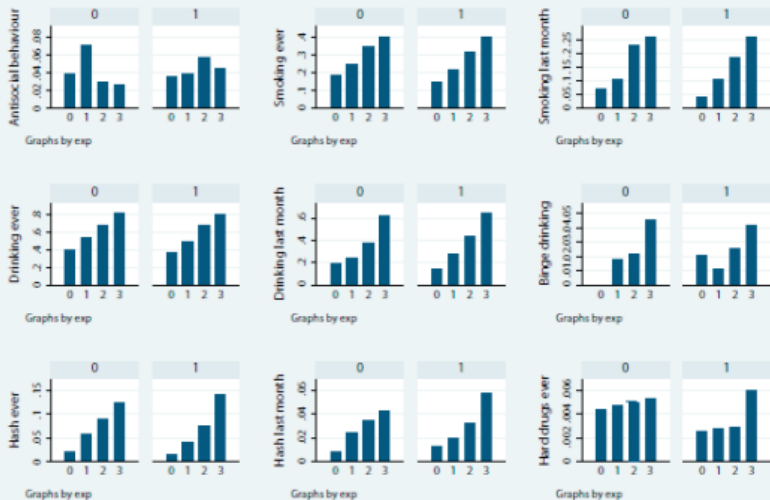 Antisocial behaviour
0 .02 .04 .06 .08
0 1
0 1 2 3 0 1 2 3
Graphs by exp
Smoking ever
0 .1 .2 .3 .4
0 1
0 1 2 3 0 1 2 3
Graphs by exp
Smoking last month
0 .05 .1 .15 .2 .25
0 1
0 1 2 3 0 1 2 3
Graphs by exp
Drinking ever
0 .2 .4 .6 .8
0 1
0 1 2 3 0 1 2 3
Graphs by exp
Drinking last month
0 .2 .4 .6
0 1
0 1 2 3 0 1 2 3
Graphs by exp
Binge drinking
0 .01 .02 .03 .04 .05
0 1
0 1 2 3 0 1 2 3
Graphs by exp
Hash ever
0 .05 .1 .15
0 1
0 1 2 3 0 1 2 3
Graphs by exp
Hash last month
0 .02 .04 .06
0 1
0 1 2 3 0 1 2 3
Graphs by exp
Hard drugs ever
0 .002 .004 .006
0 1
0 1 2 3 0 1 2 3
Graphs by exp